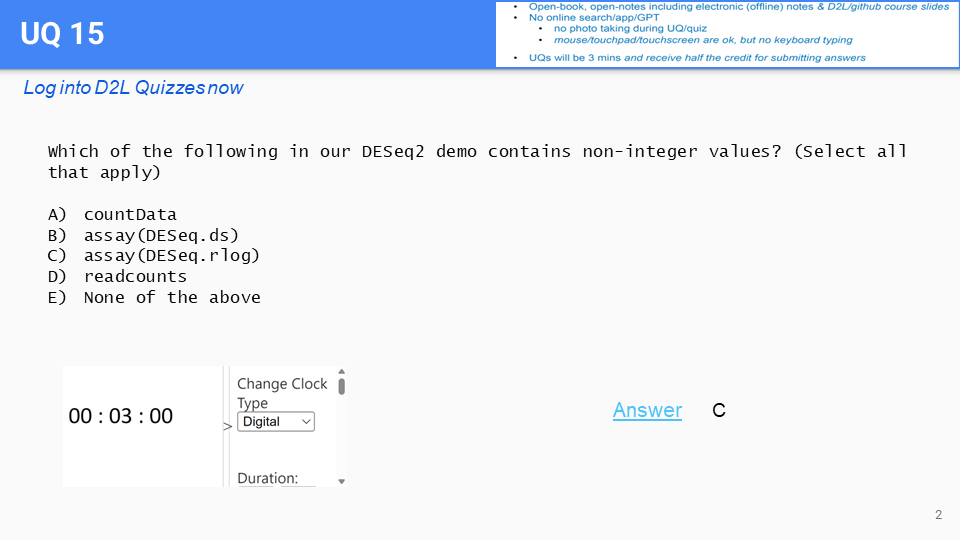 UQ 15
• Open-book, open-notes including electronic (offline) notes & D2L/github course slides
• No online search/app/GPT
• no photo taking during UQ/quiz
• mouse/touchpad/touchscreen are ok, but no keyboard typing
• UQs will be 3 mins and receive half the credit for submitting answers
Log into D2L Quizzes now
Which of the following in our DESeq2 demo contains non-integer values? (Select all
that apply)
A) countData
B) assay(DESeq.ds)
C) assay(DESeq.rlog)
D) readcounts
E) None of the above
00 : 03 : 00
>
Change Clock
Type
Digital
Duration:
Answer C
2